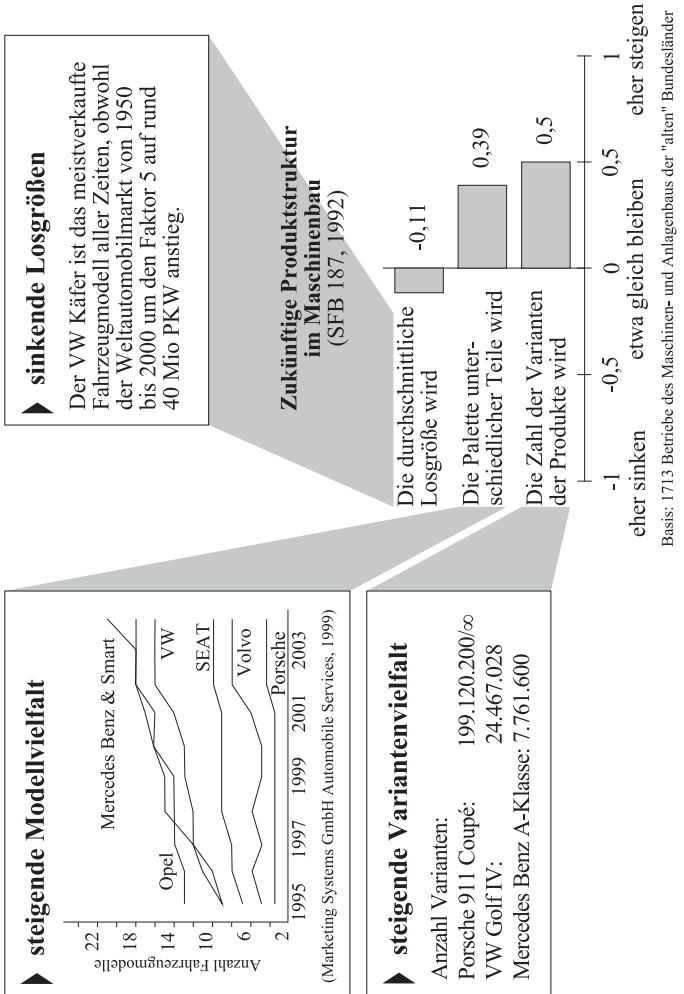 ▶ steigende Modellvielfalt
Anzahl Fahrzeugmodelle
22
18
14
10
6
2
Mercedes Benz & Smart
Opel
VW
SEAT
Volvo
Porsche
1995 1997 1999 2001 2003
(Marketing Systems GmbH Automobile Services, 1999)
▶ steigende Variantenvielfalt
Anzahl Varianten:
Porsche 911 Coupé: 199.120.200/∞
VW Golf IV: 24.467.028
Mercedes Benz A-Klasse: 7.761.600
▶ sinkende Losgrößen
Der VW Käfer ist das meistverkaufte
Fahrzeugmodell aller Zeiten, obwohl
der Weltautomobilmarkt von 1950
bis 2000 um den Faktor 5 auf rund
40 Mio PKW anstieg.
Zukünftige Produktstruktur
im Maschinenbau
(SFB 187, 1992)
Die durchschnittliche
Losgröße wird
-0,11
Die Palette unter-
schiedlicher Teile wird
0,39
Die Zahl der Varianten
der Produkte wird
0,5
-1 -0,5 0 0,5 1
eher sinken etwa gleich bleiben eher steigen
Basis: 1713 Betriebe des Maschinen- und Anlagenbaus der "alten" Bundesländer